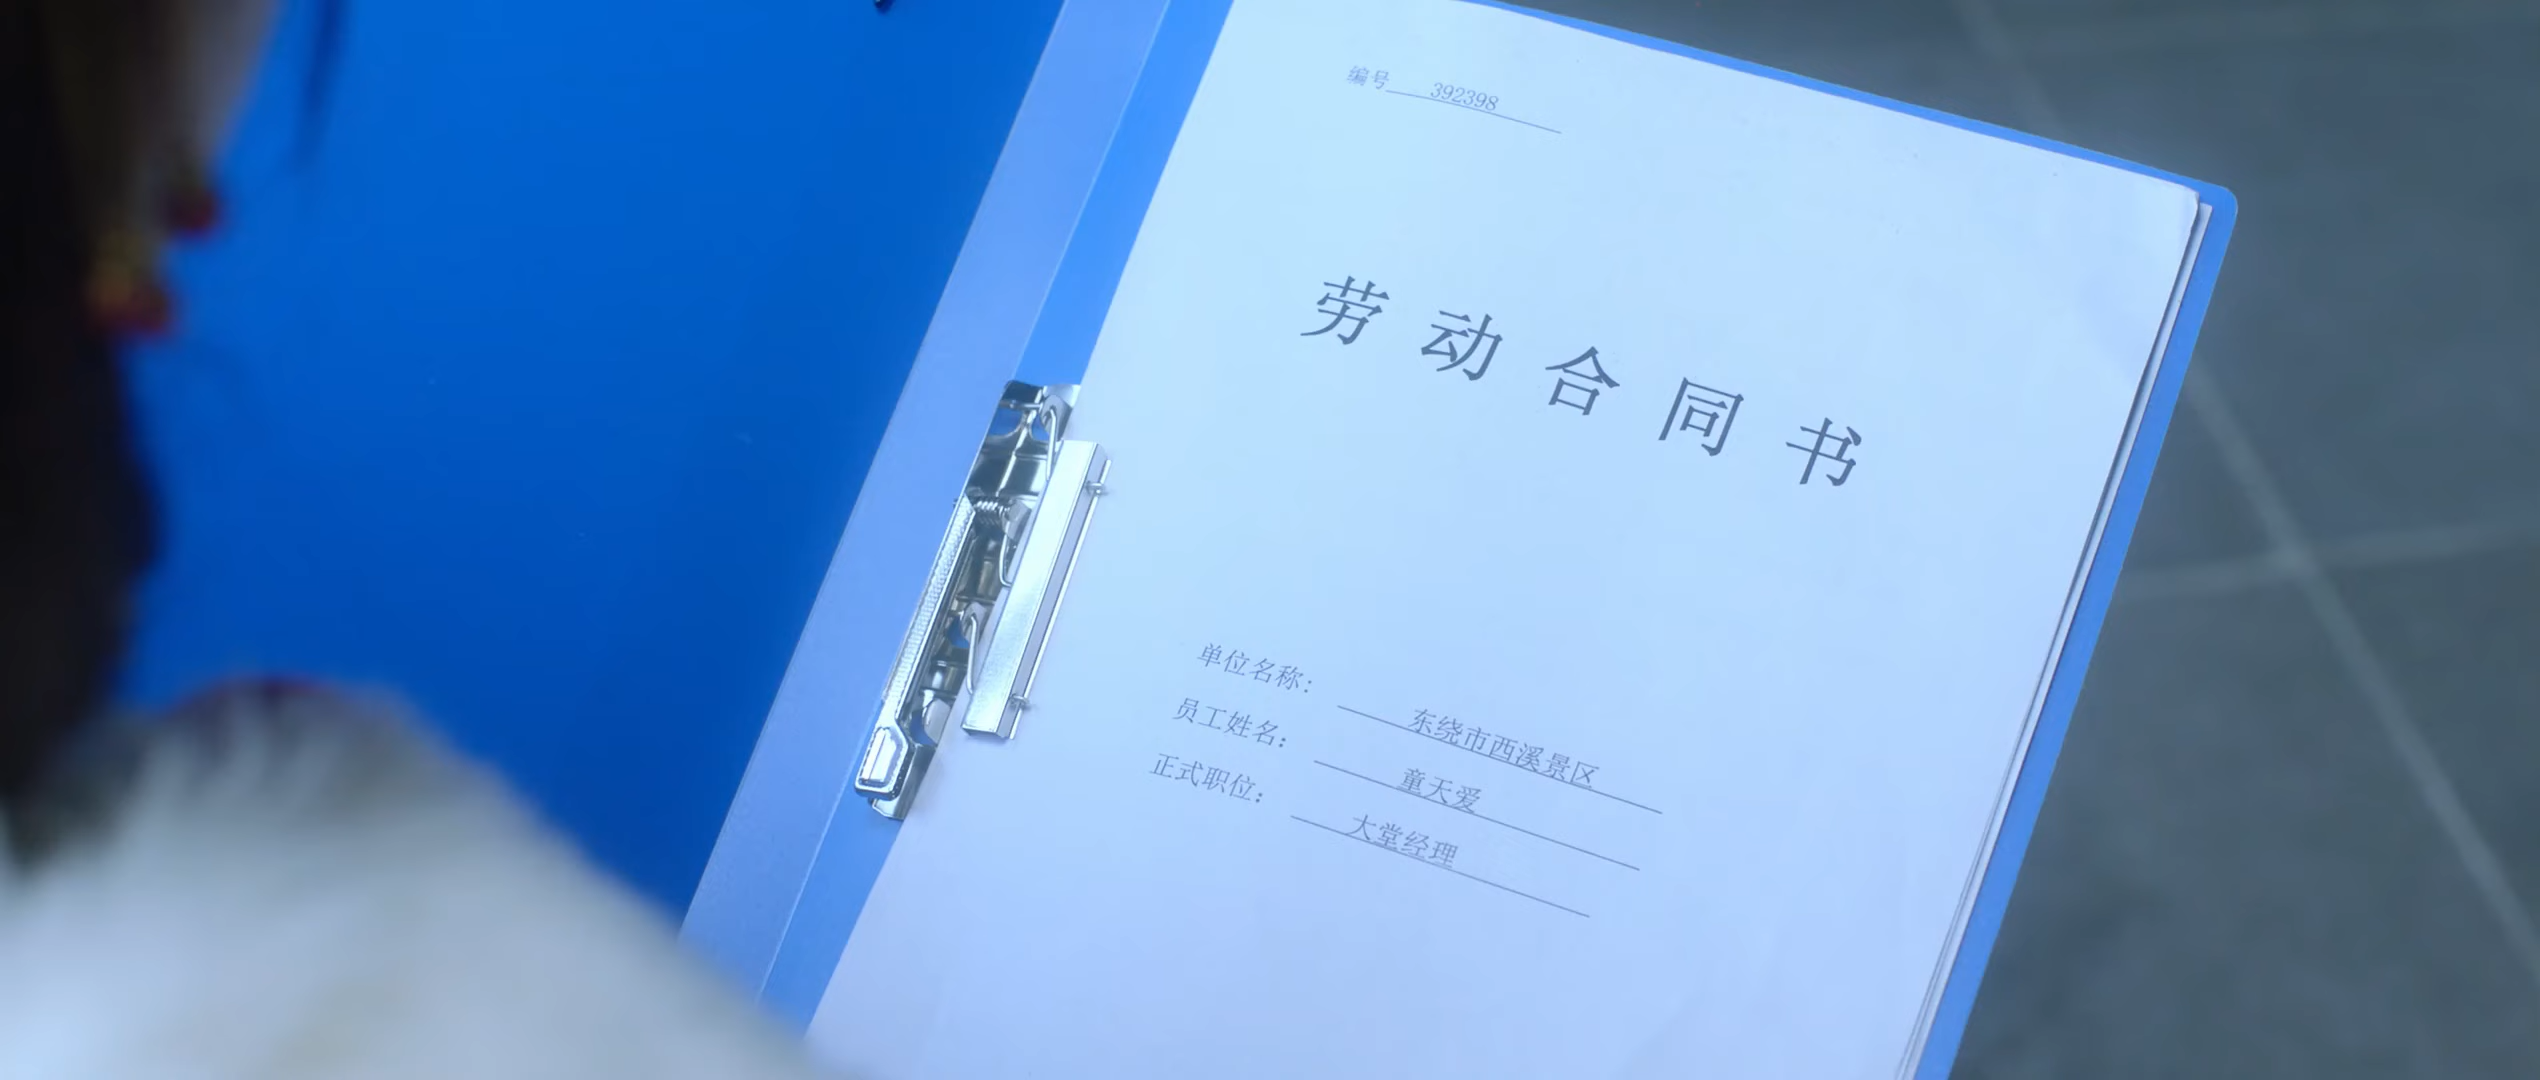 编号 392398
劳动合同书
单位名称： 东绕市西溪景区
员工姓名： 童天爱
正式职位： 大堂经理